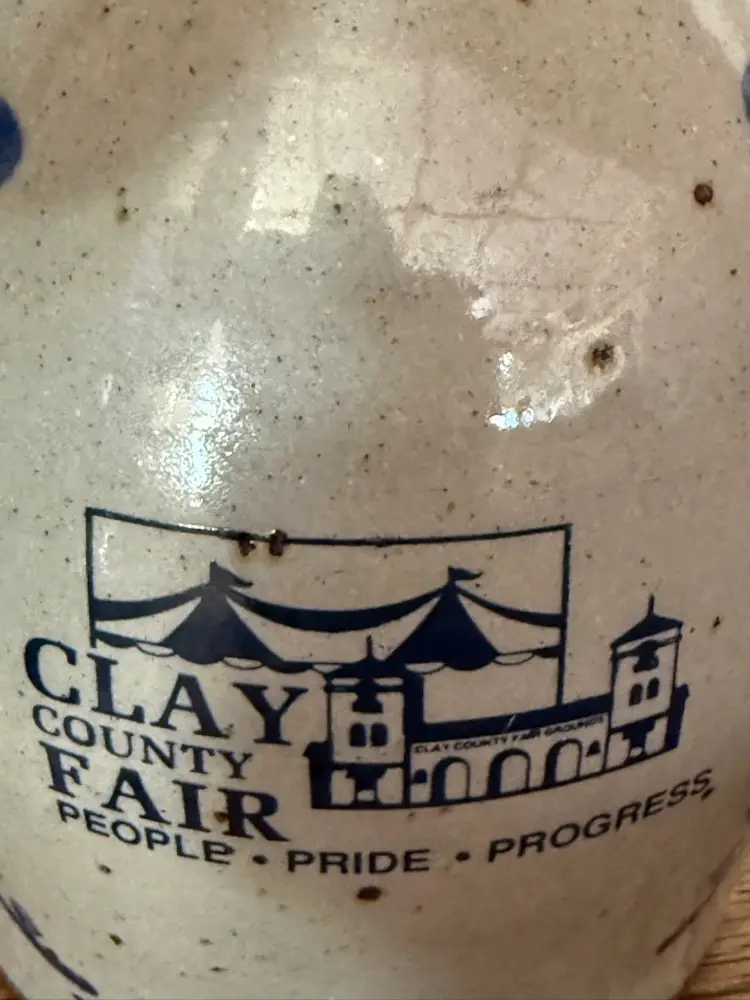 CLAY
COUNTY
FAIR
CLAY COUNTY FAIR GROUNDS
PEOPLE • PRIDE • PROGRESS